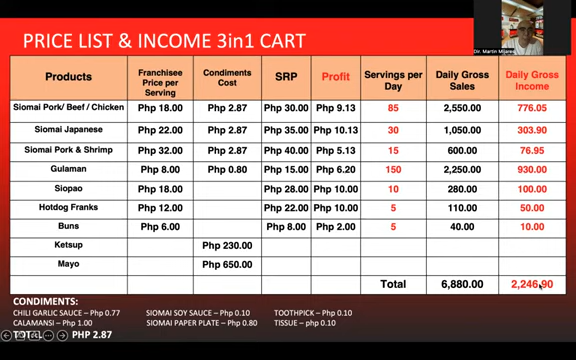 Dir. Martin Mijares
PRICE LIST & INCOME 3in1 CART
Products Franchisee Price per Serving Condiments Cost SRP Profit Servings per Day Daily Gross Sales Daily Gross Income
Siomai Pork/ Beef / Chicken Php 18.00 Php 2.87 Php 30.00 Php 9.13 85 2,550.00 776.05
Siomai Japanese Php 22.00 Php 2.87 Php 35.00 Php 10.13 30 1,050.00 303.90
Siomai Pork & Shrimp Php 32.00 Php 2.87 Php 40.00 Php 5.13 15 600.00 76.95
Gulaman Php 8.00 Php 0.80 Php 15.00 Php 6.20 150 2,250.00 930.00
Siopao Php 18.00 Php 28.00 Php 10.00 10 280.00 100.00
Hotdog Franks Php 12.00 Php 22.00 Php 10.00 5 110.00 50.00
Buns Php 6.00 Php 8.00 Php 2.00 5 40.00 10.00
Ketsup Php 230.00
Mayo Php 650.00
Total 6,880.00 2,246.90
CONDIMENTS:
CHILI GARLIC SAUCE – Php 0.77 SIOMAI SOY SAUCE – Php 0.10 TOOTHPICK – Php 0.10
CALAMANSI – Php 1.00 SIOMAI PAPER PLATE – Php 0.80 TISSUE – php 0.10
PHP 2.87